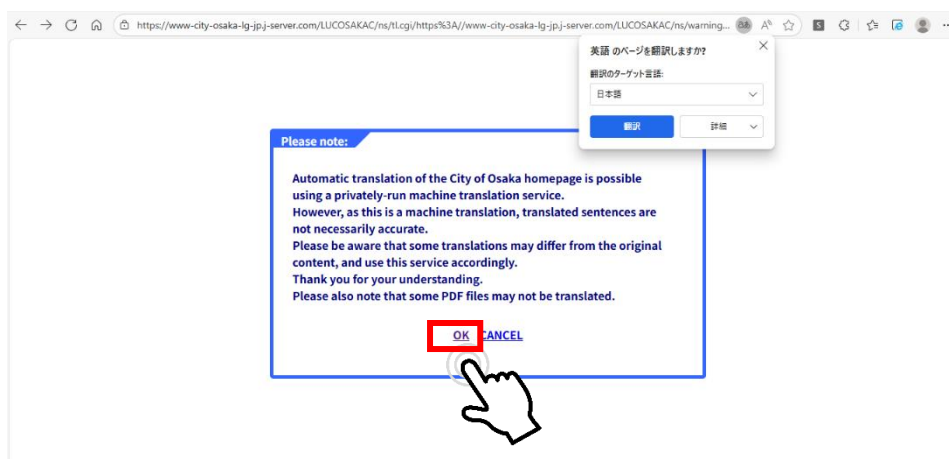 https://www-city-osaka-lg-jp.j-server.com/LUCOSAKAC/ns/tl.cgi/https%3A//www-city-osaka-lg-jp.j-server.com/LUCOSAKAC/ns/warning...
英語 のページを翻訳しますか?
翻訳のターゲット言語:
日本語
翻訳 詳細
Please note:
Automatic translation of the City of Osaka homepage is possible
using a privately-run machine translation service.
However, as this is a machine translation, translated sentences are
not necessarily accurate.
Please be aware that some translations may differ from the original
content, and use this service accordingly.
Thank you for your understanding.
Please also note that some PDF files may not be translated.
OK CANCEL